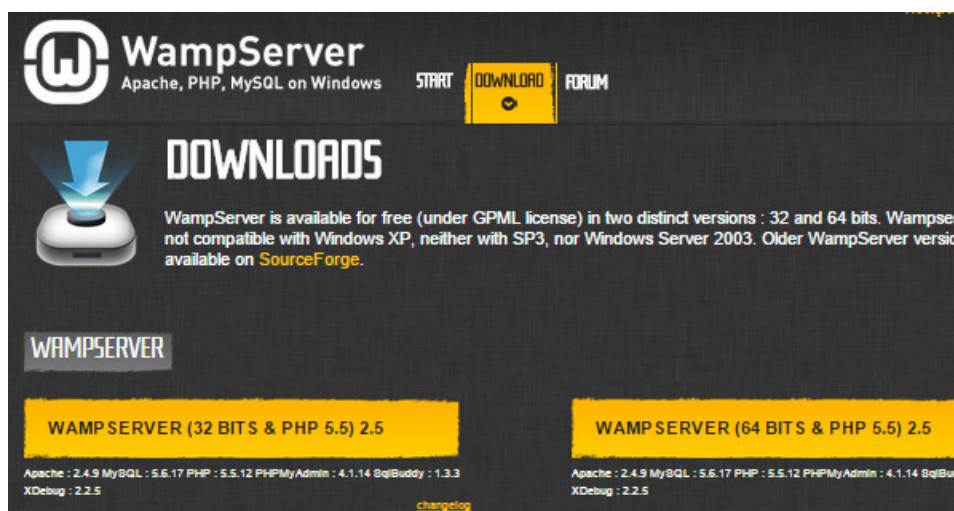 WampServer
Apache, PHP, MySQL on Windows
START
DOWNLOAD
FORUM
DOWNLOADS
WampServer is available for free (under GPML license) in two distinct versions : 32 and 64 bits.
not compatible with Windows XP, neither with SP3, nor Windows Server 2003. Older WampServer
available on SourceForge.
WAMPSERVER
WAMPSERVER (32 BITS & PHP 5.5) 2.5
WAMPSERVER (64 BITS & PHP 5.5) 2.5
Apache : 2.4.9 MySQL : 5.6.17 PHP : 5.5.12 PHPMyAdmin : 4.1.14 SqlBuddy : 1.3.3
XDebug : 2.2.5
changelog
Apache : 2.4.9 MySQL : 5.6.17 PHP : 5.5.12 PHPMyAdmin : 4.1.14
XDebug : 2.2.5